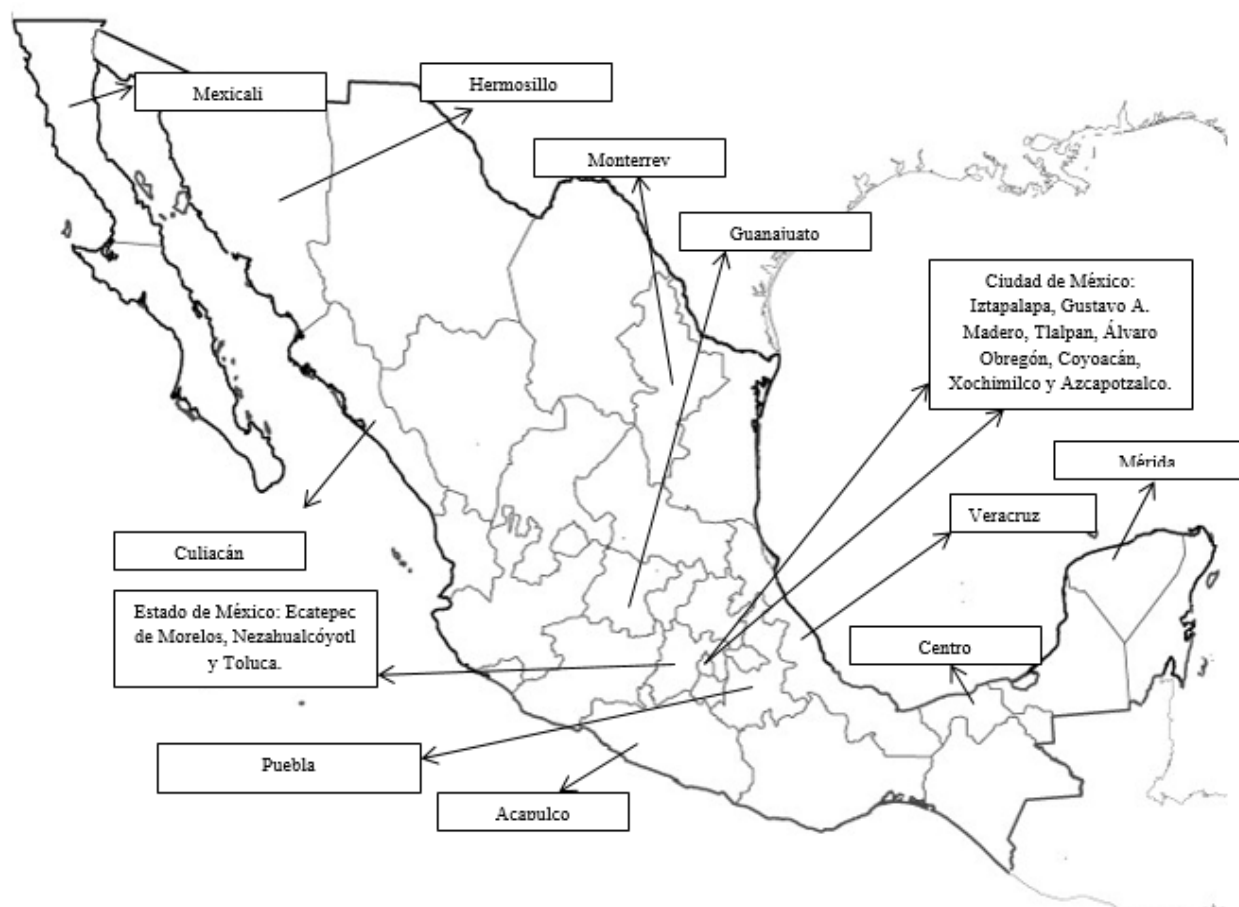 Mexicali
Hermosillo
Monterrey
Guanajuato
Ciudad de México:
Iztapalapa, Gustavo A.
Madero, Tlalpan, Álvaro
Obregón, Coyoacán,
Xochimilco y Azcapotzalco.
Mérida
Veracruz
Culiacán
Estado de México: Ecatepec
de Morelos, Nezahualcóyotl
y Toluca.
Centro
Puebla
Acapulco